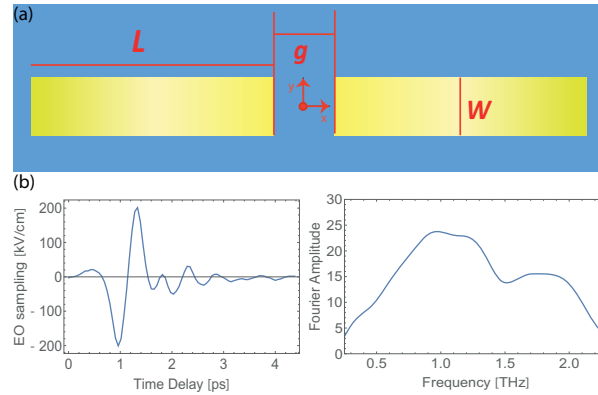 (a)
L
g
y
x
W
(b)
EO sampling [kV/cm]
200
100
0
- 100
- 200
0
1
2
3
4
Time Delay [ps]
Fourier Amplitude
30
25
20
15
10
5
0
0.5
1.0
1.5
2.0
Frequency [THz]